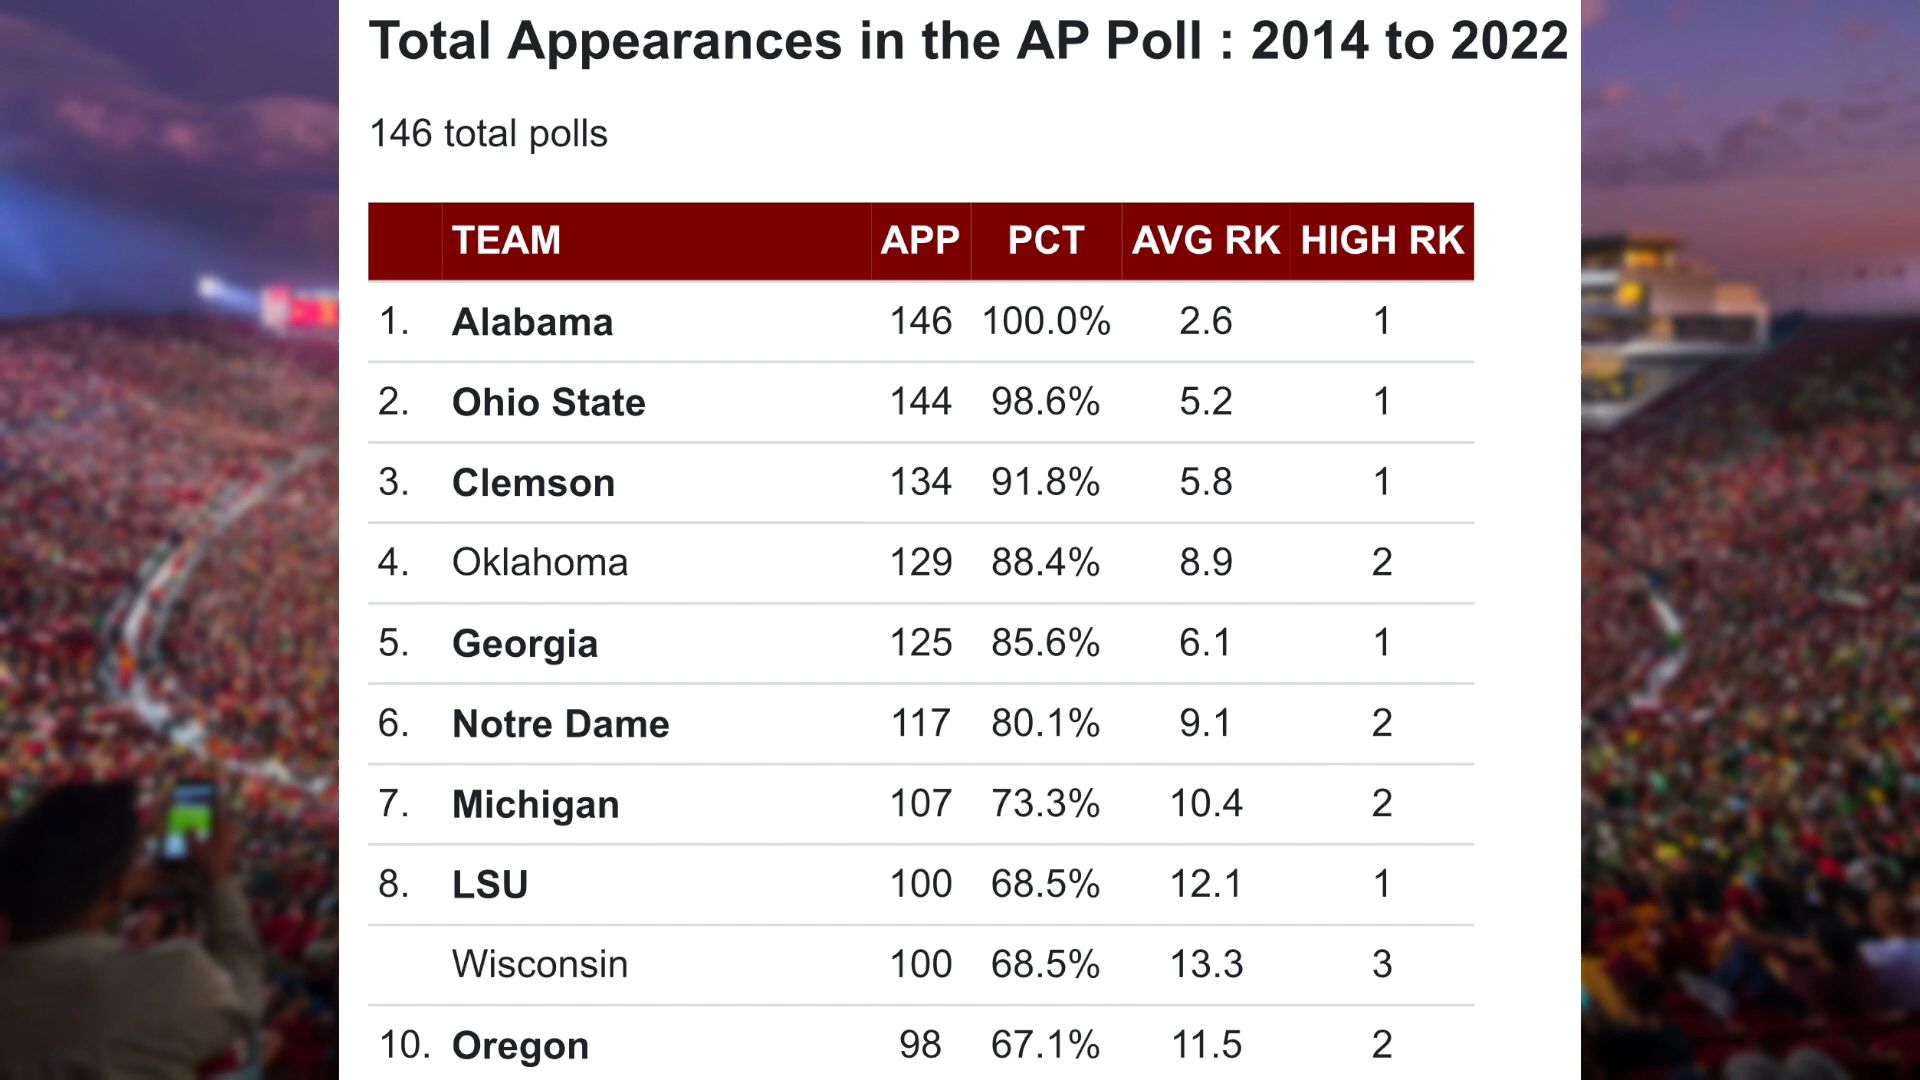 Total Appearances in the AP Poll : 2014 to 2022
146 total polls
TEAM APP PCT AVG RK HIGH RK
1. Alabama 146 100.0% 2.6 1
2. Ohio State 144 98.6% 5.2 1
3. Clemson 134 91.8% 5.8 1
4. Oklahoma 129 88.4% 8.9 2
5. Georgia 125 85.6% 6.1 1
6. Notre Dame 117 80.1% 9.1 2
7. Michigan 107 73.3% 10.4 2
8. LSU 100 68.5% 12.1 1
Wisconsin 100 68.5% 13.3 3
10. Oregon 98 67.1% 11.5 2